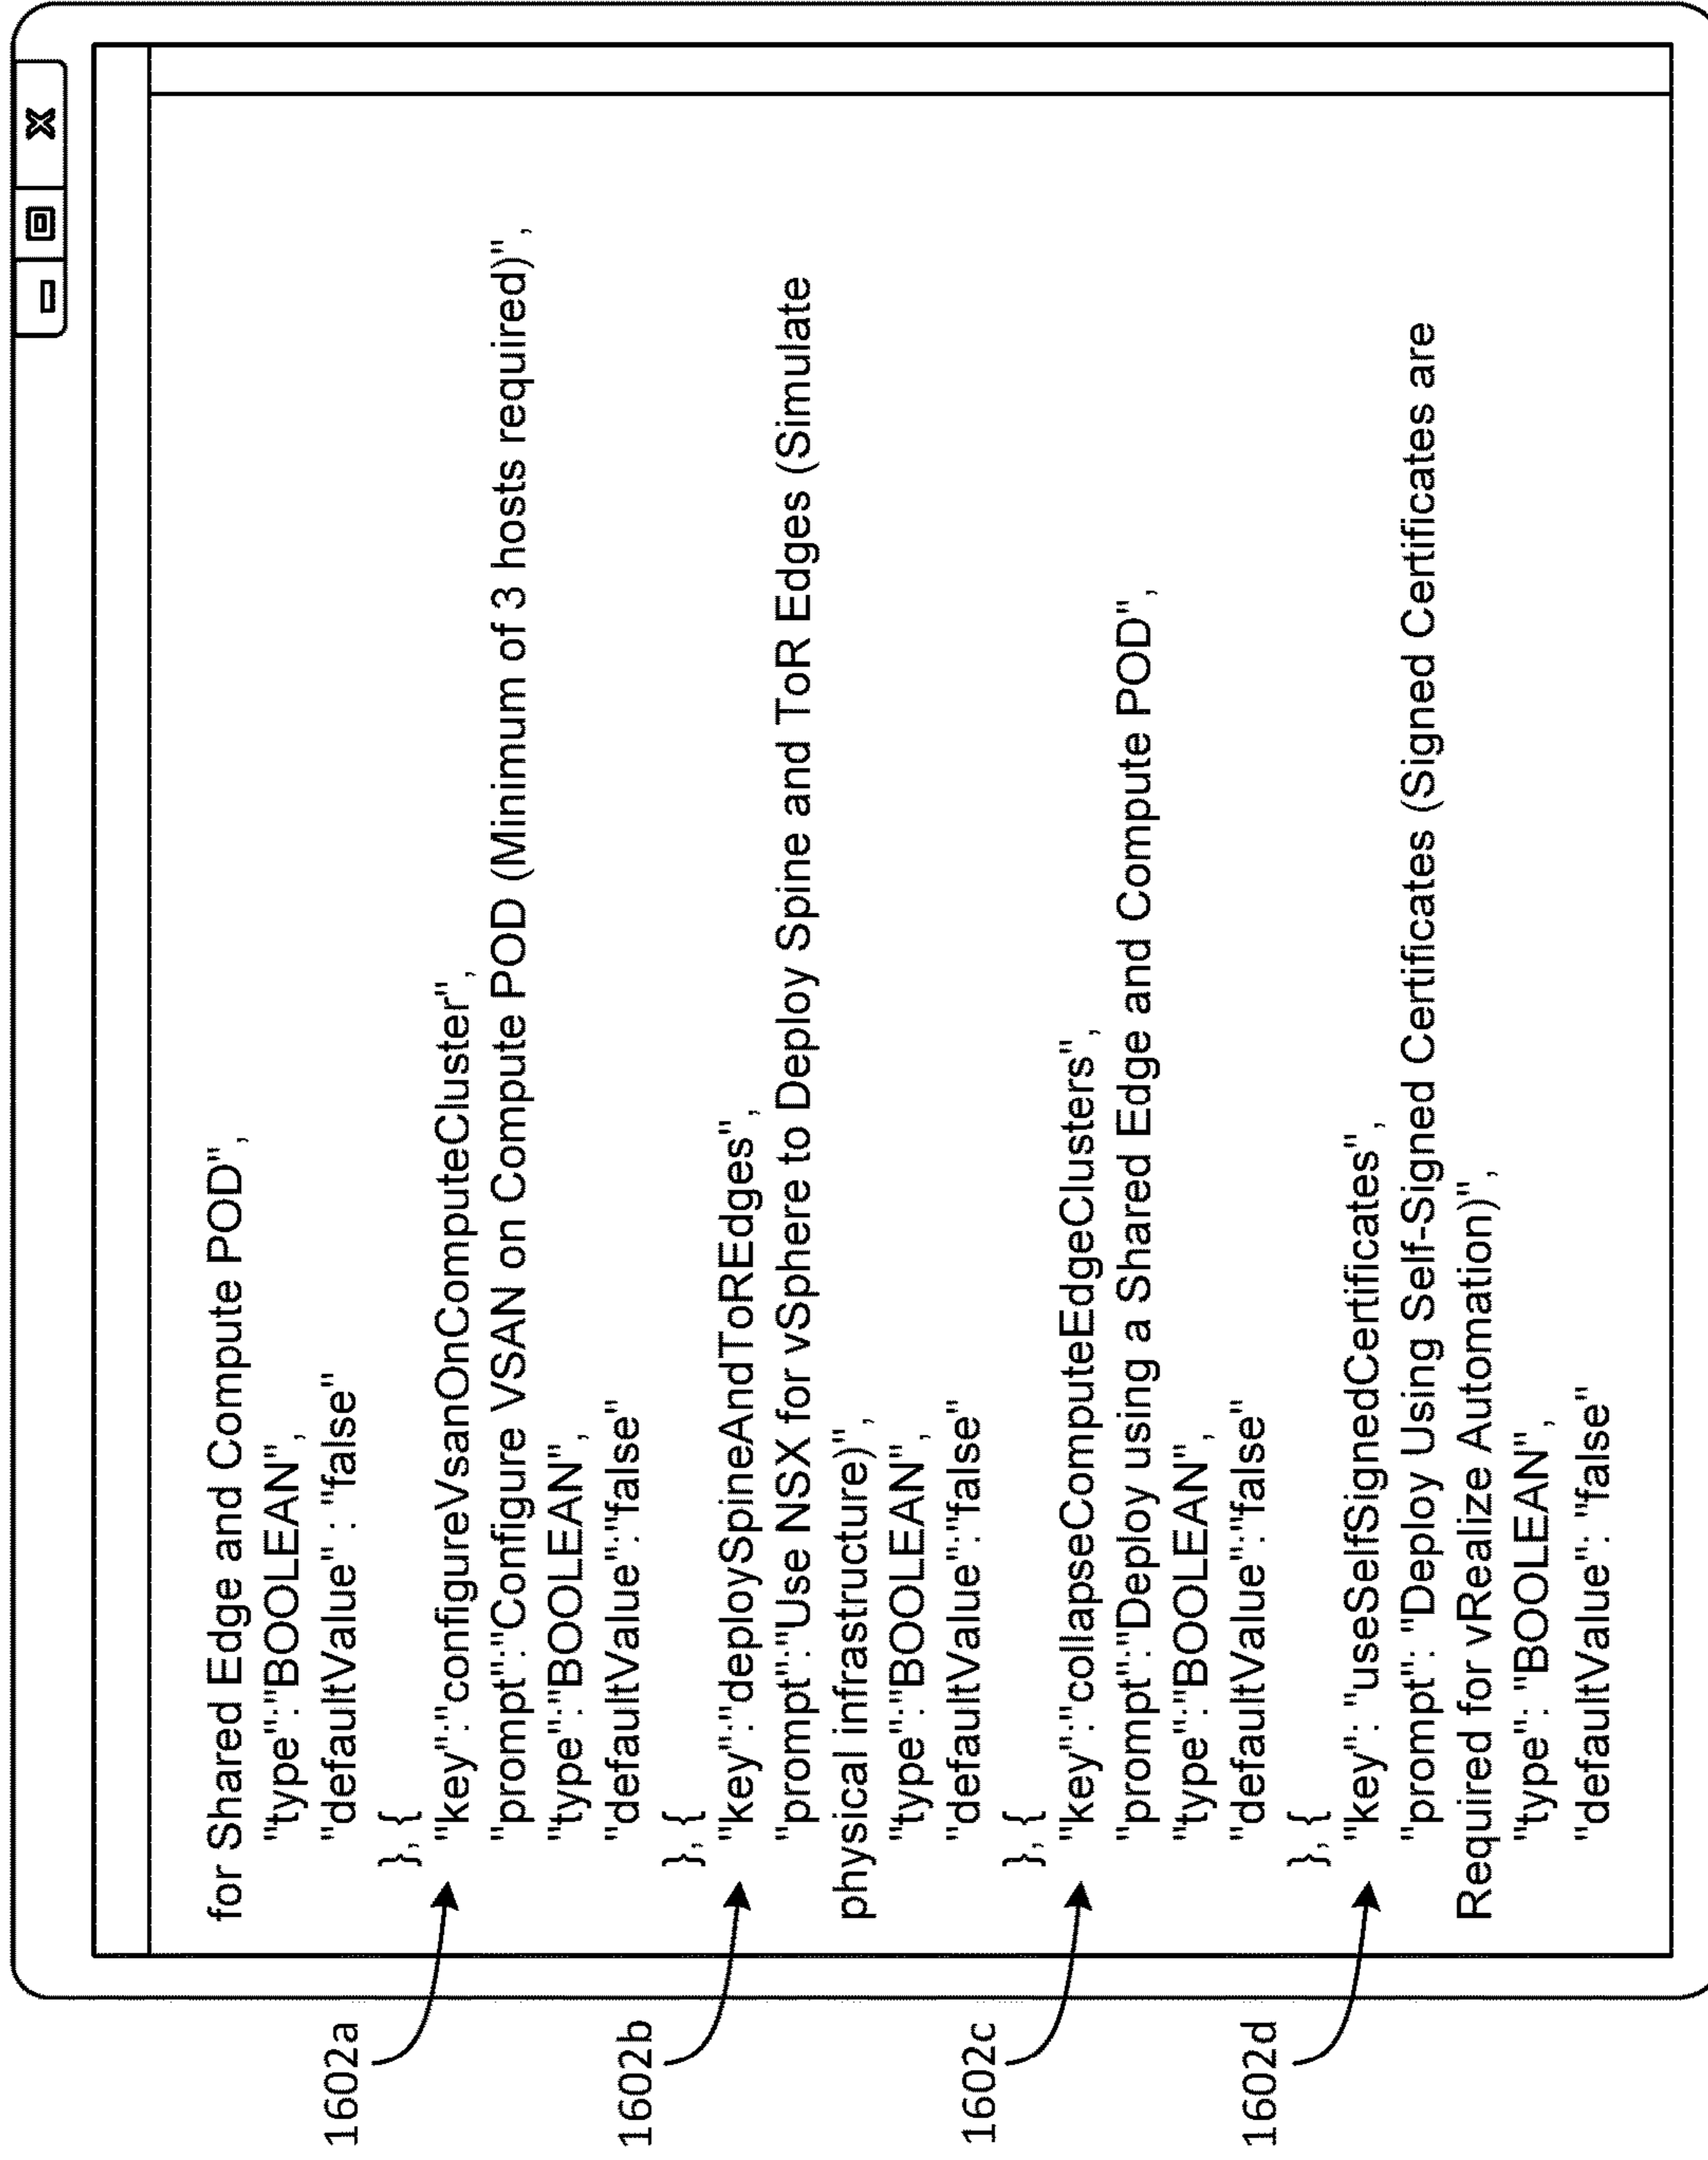 for Shared Edge and Compute POD",
"type":"BOOLEAN",
"defaultValue" : "false"
},{
1602a
"key":"configureVsanOnComputeCluster",
"prompt":"Configure VSAN on Compute POD (Minimum of 3 hosts required)",
"type":"BOOLEAN",
"defaultValue":"false"
},{
1602b
"key":"deploySpineAndToREdges",
"prompt":"Use NSX for vSphere to Deploy Spine and ToR Edges (Simulate
physical infrastructure)",
"type":"BOOLEAN",
"defaultValue":"false"
},{
1602c
"key":"collapseComputeEdgeClusters",
"prompt":"Deploy using a Shared Edge and Compute POD",
"type":"BOOLEAN",
"defaultValue":"false"
},{
1602d
"key": "useSelfSignedCertificates",
"prompt": "Deploy Using Self-Signed Certificates (Signed Certificates are
Required for vRealize Automation)",
"type": "BOOLEAN",
"defaultValue": "false"